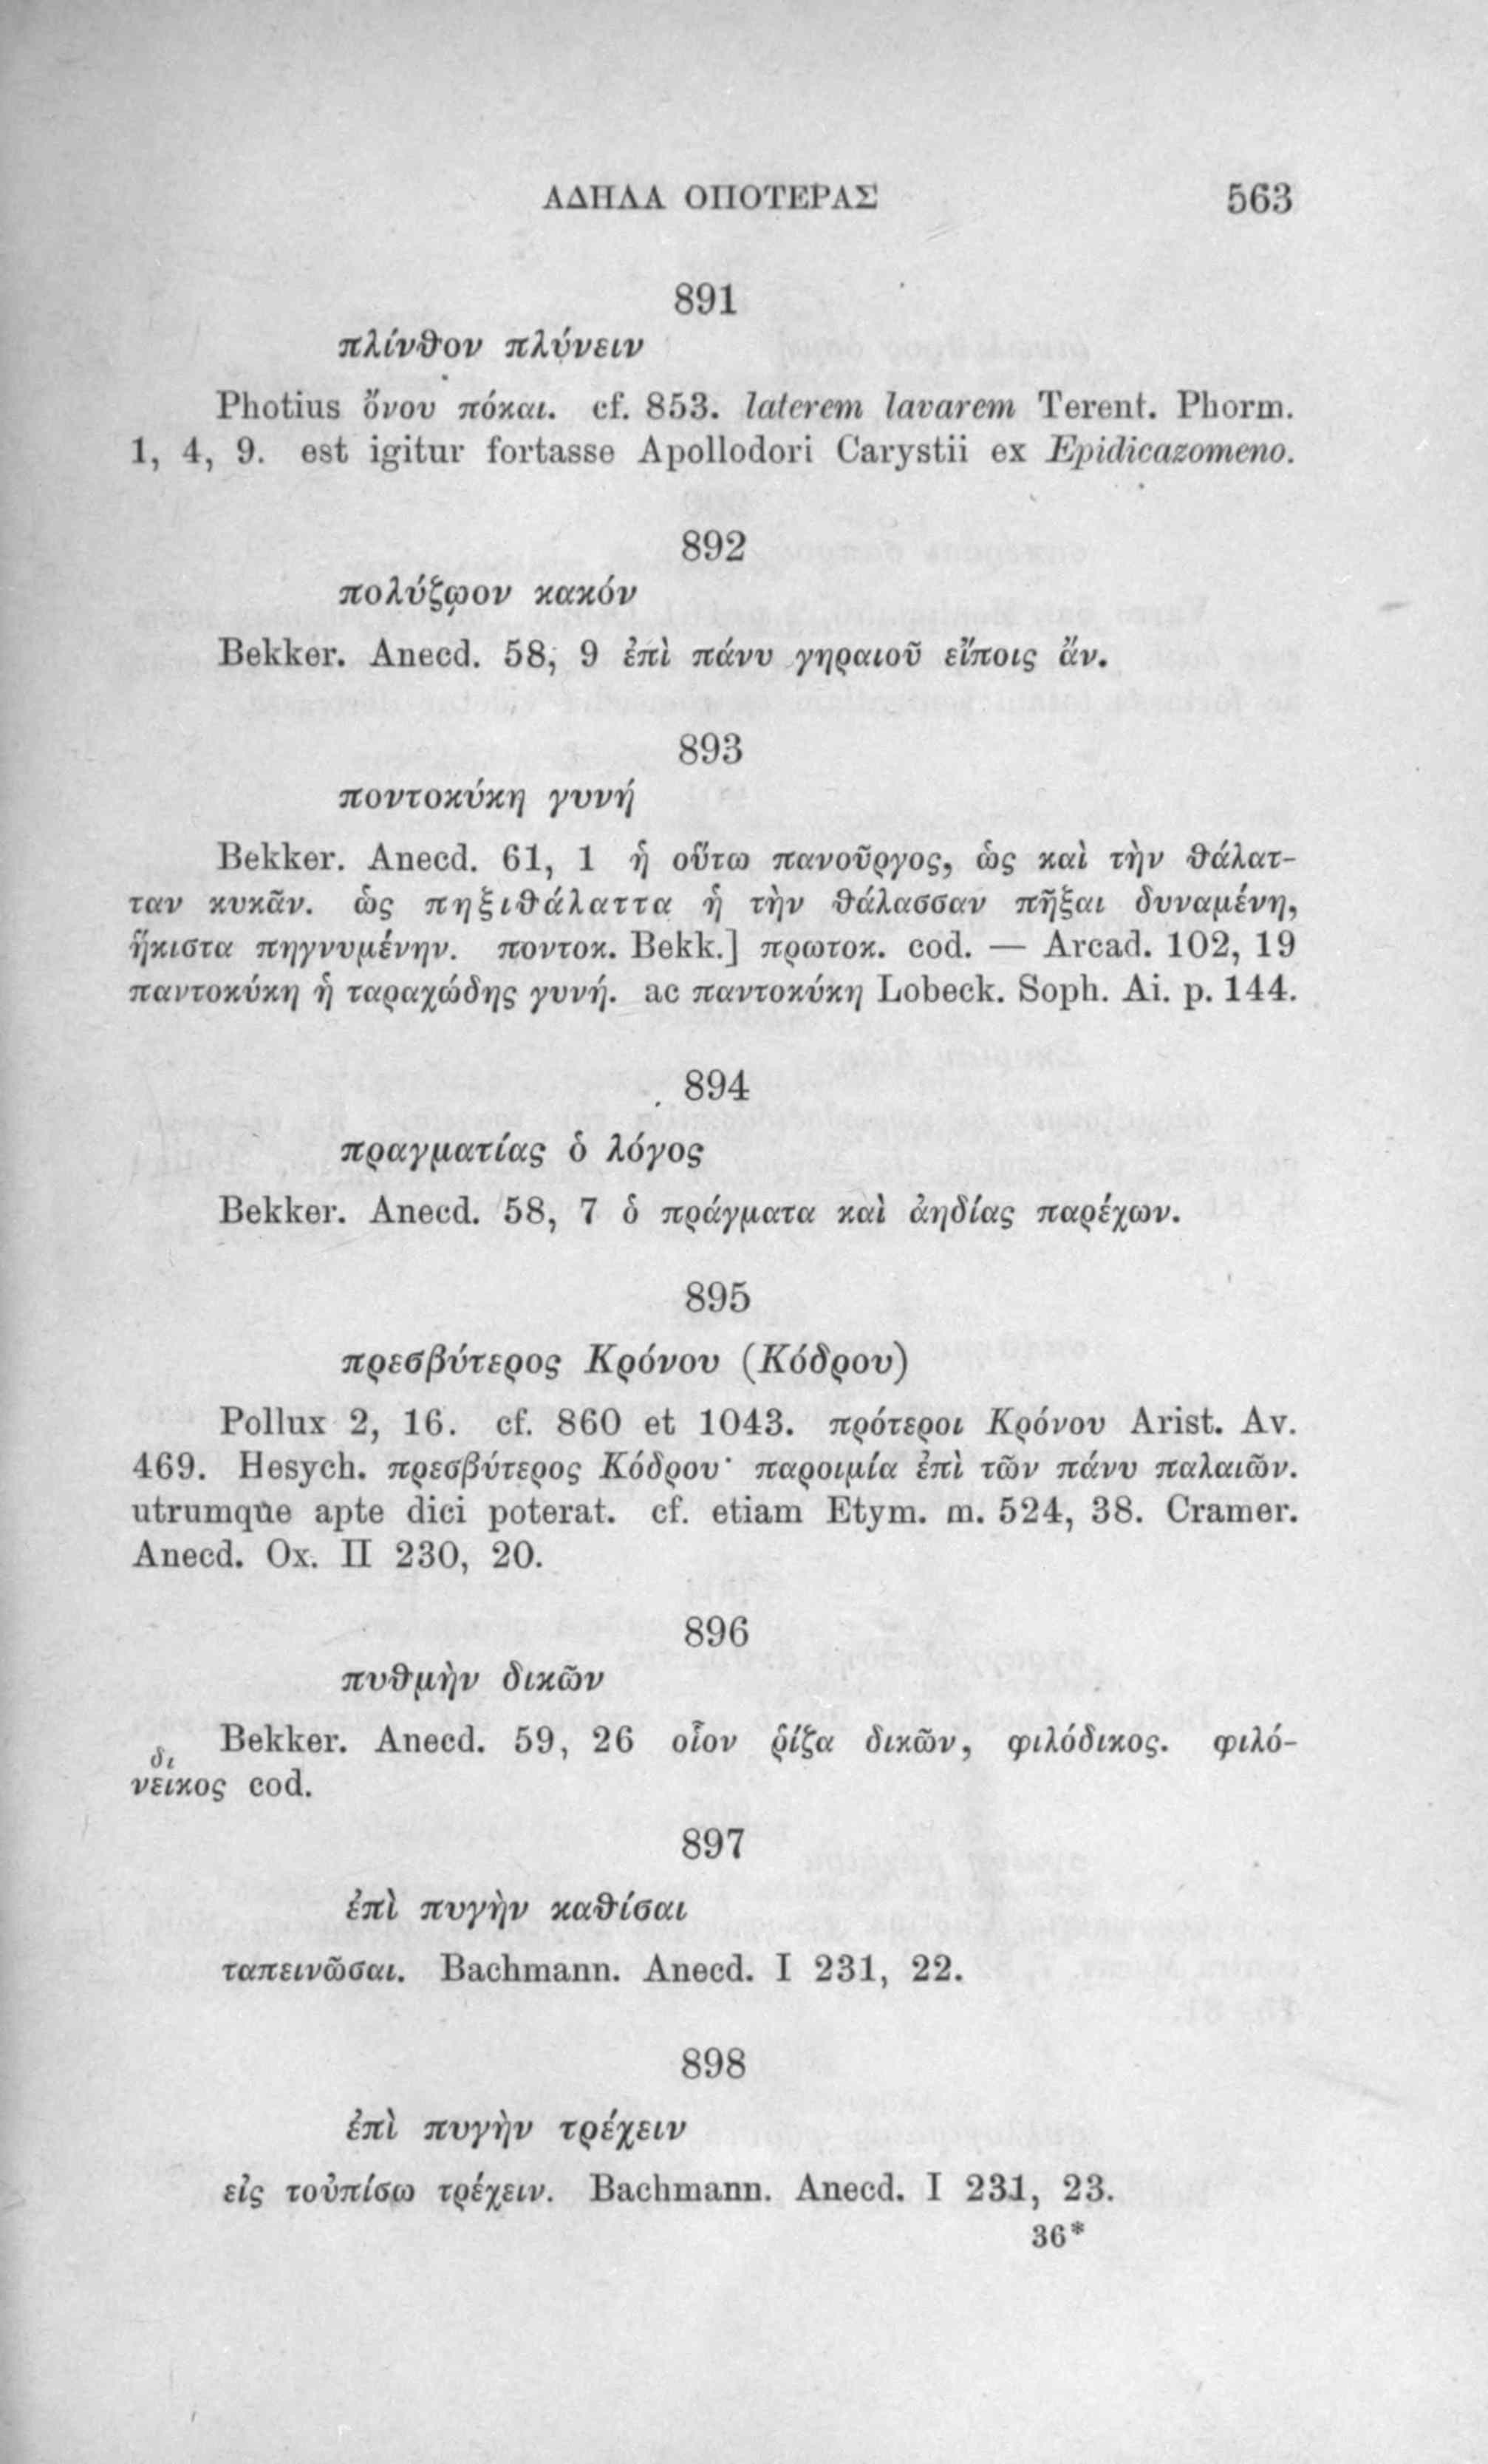 ΑΔΗΛΑ ΟΠΟΤΕΡΑΣ 563
891
πλίνθον πλύνειν
Photius ὄνου πόκαι. cf. 853. laterem lavarem Terent. Phorm.
1, 4, 9. est igitur fortasse Apollodori Carystii ex Epidicazomeno.
892
πολύζῳον κακόν
Bekker. Anecd. 58, 9 ἐπὶ πάνυ γηραιοῦ εἴποις ἄν.
893
ποντοκύκη γυνή
Bekker. Anecd. 61, 1 ἡ οὕτω πανοῦργος, ὡς καὶ τὴν θάλατ-
ταν κυκᾶν. ὡς πηξιθάλαττα ἡ τὴν θάλασσαν πῆξαι δυναμένη,
ἥκιστα πηγνυμένην. ποντοκ. Bekk.] πρωτοκ. cod. — Arcad. 102, 19
παντοκύκη ἡ ταραχώδης γυνή. ac παντοκύκη Lobeck. Soph. Ai. p. 144.
894
πραγματίας ὁ λόγος
Bekker. Anecd. 58, 7 ὁ πράγματα καὶ ἀηδίας παρέχων.
895
πρεσβύτερος Κρόνου (Κόδρου)
Pollux 2, 16. cf. 860 et 1043. πρότεροι Κρόνου Arist. Av.
469. Hesych. πρεσβύτερος Κόδρου· παροιμία ἐπὶ τῶν πάνυ παλαιῶν.
utrumque apte dici poterat. cf. etiam Etym. m. 524, 38. Cramer.
Anecd. Ox. II 230, 20.
896
πυθμὴν δικῶν
Bekker. Anecd. 59, 26 οἷον ῥίζα δικῶν, φιλόδικος. φιλό-
δι
νεικος cod.
897
ἐπὶ πυγὴν καθίσαι
ταπεινῶσαι. Bachmann. Anecd. I 231, 22.
898
ἐπὶ πυγὴν τρέχειν
εἰς τοὐπίσω τρέχειν. Bachmann. Anecd. I 231, 23.
36*